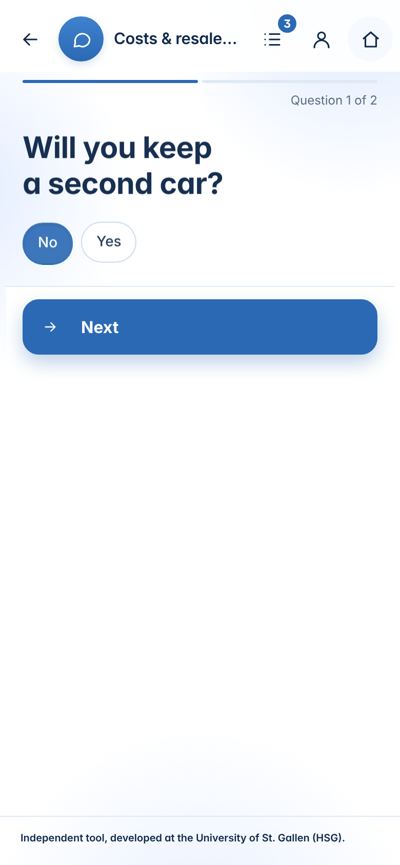 Costs & resale...
3
Question 1 of 2
Will you keep
a second car?
No
Yes
→ Next
Independent tool, developed at the University of St. Gallen (HSG).